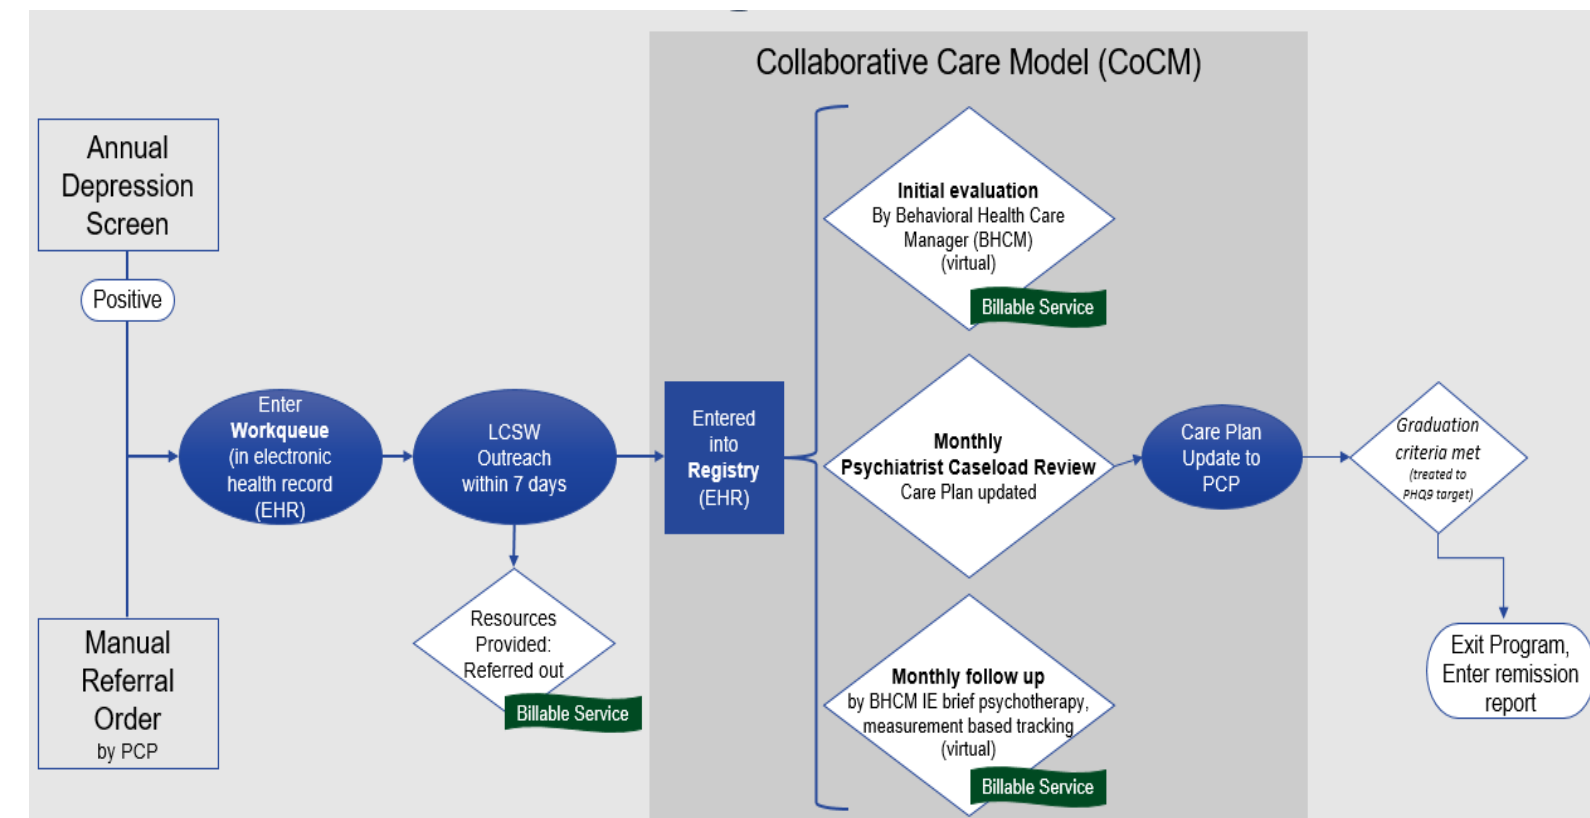 Collaborative Care Model (CoCM)
Annual
Depression
Screen
Positive
Manual
Referral
Order
by PCP
Enter
Workqueue
(in electronic
health record
(EHR)
LCSW
Outreach
within 7 days
Resources
Provided:
Referred out
Billable Service
Entered
into
Registry
(EHR)
Initial evaluation
By Behavioral Health Care
Manager (BHCM)
(virtual)
Billable Service
Monthly
Psychiatrist Caseload Review
Care Plan updated
Monthly follow up
by BHCM IE brief psychotherapy,
measurement based tracking
(virtual)
Billable Service
Care Plan
Update to
PCP
Graduation
criteria met
(treated to
PHQ9 target)
Exit Program,
Enter remission
report